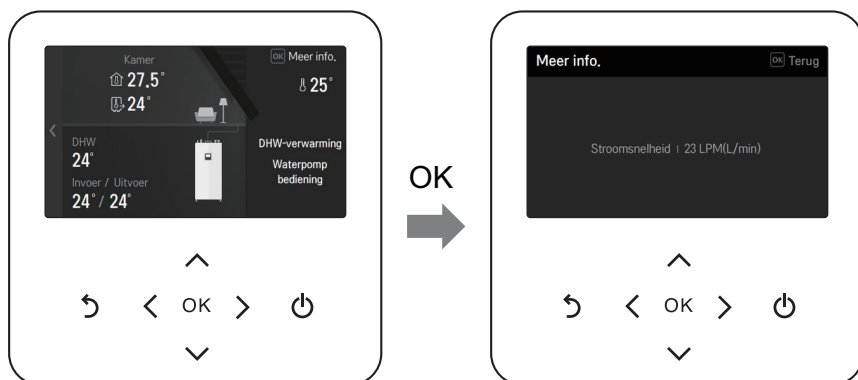 Kamer
27.5°
24°
OK Meer info.
25°
DHW
24°
Invoer / Uitvoer
24° / 24°
DHW-verwarming
Waterpomp
bediening
OK
OK
Meer info.
OK Terug
Stroomsnelheid | 23 LPM(L/min)
OK